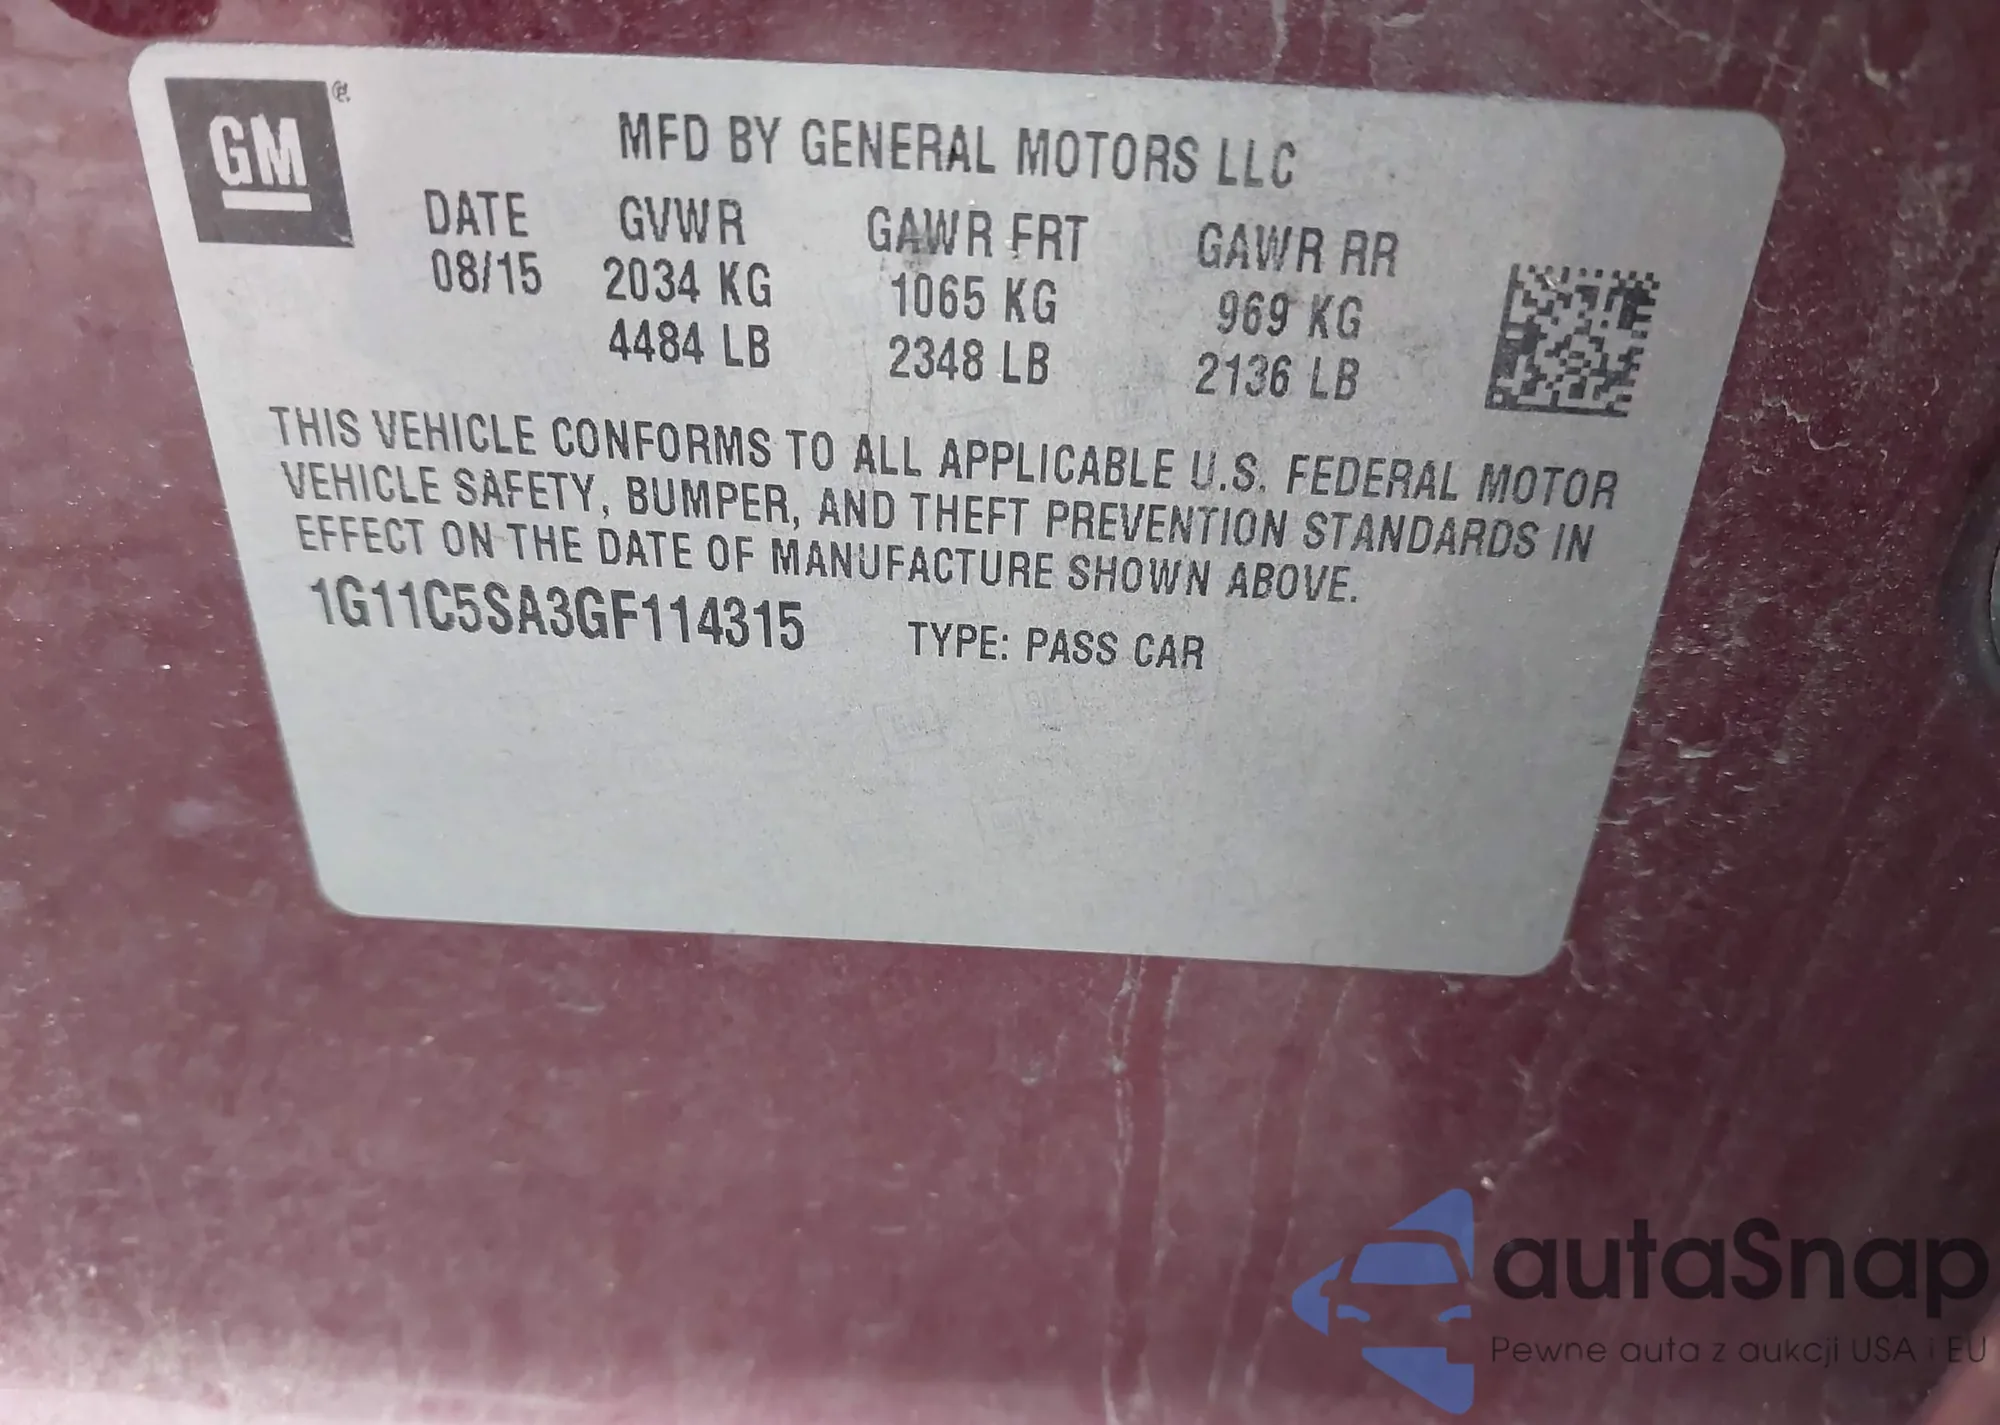 GM
MFD BY GENERAL MOTORS LLC
DATE GVWR GAWR FRT GAWR RR
08/15 2034 KG 1065 KG 969 KG
4484 LB 2348 LB 2136 LB
THIS VEHICLE CONFORMS TO ALL APPLICABLE U.S. FEDERAL MOTOR
VEHICLE SAFETY, BUMPER, AND THEFT PREVENTION STANDARDS IN
EFFECT ON THE DATE OF MANUFACTURE SHOWN ABOVE.
1G11C5SA3GF114315 TYPE: PASS CAR
autaSnap
Pewne auta z aukcji USA i EU